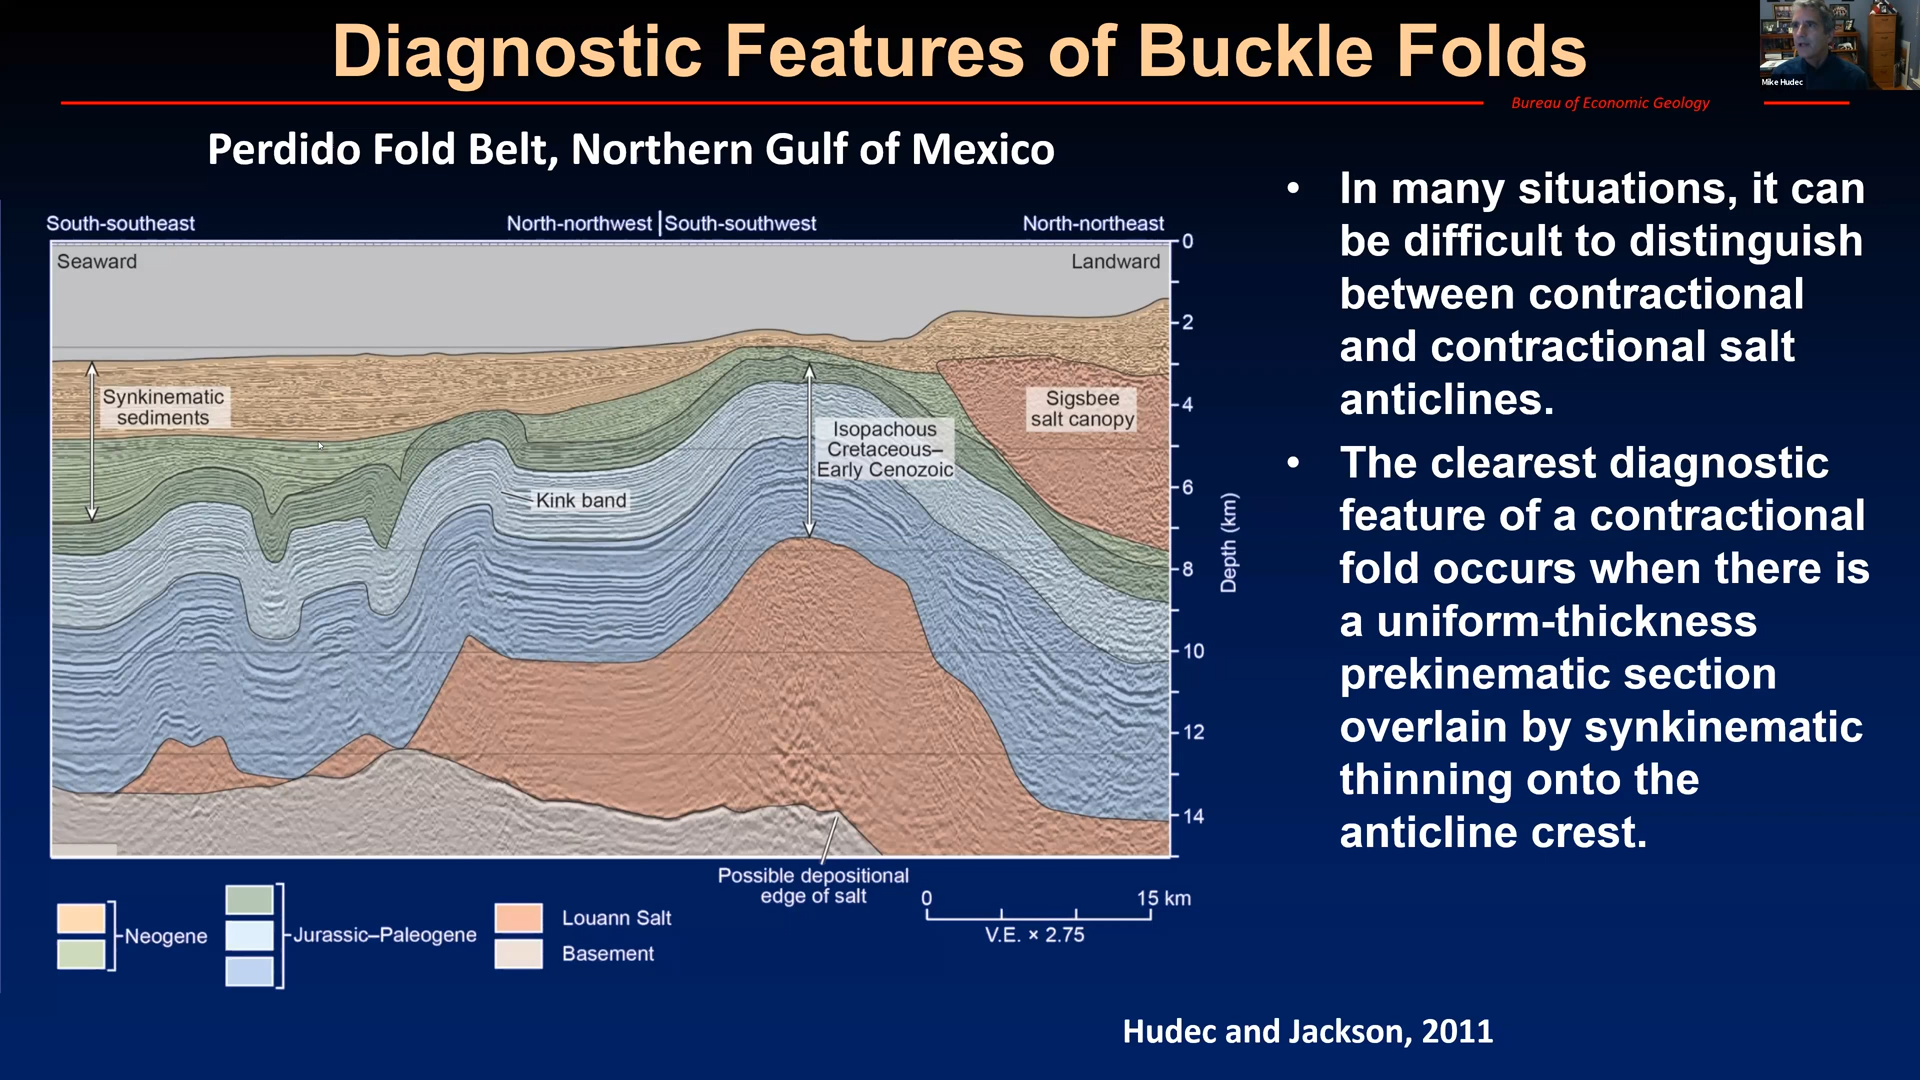 Diagnostic Features of Buckle Folds
Mike Hudec
Bureau of Economic Geology
Perdido Fold Belt, Northern Gulf of Mexico
South-southeast
North-northwest
South-southwest
North-northeast
Seaward
Landward
0
2
4
6
8
10
12
14
Depth (km)
Synkinematic
sediments
Kink band
Isopachous
Cretaceous–
Early Cenozoic
Sigsbee
salt canopy
Possible depositional
edge of salt
0
15 km
V.E. × 2.75
Neogene
Jurassic–Paleogene
Louann Salt
Basement
• In many situations, it can
be difficult to distinguish
between contractional
and contractional salt
anticlines.
• The clearest diagnostic
feature of a contractional
fold occurs when there is
a uniform-thickness
prekinematic section
overlain by synkinematic
thinning onto the
anticline crest.
Hudec and Jackson, 2011